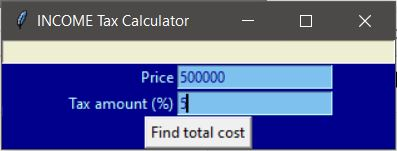 INCOME Tax Calculator
Price 500000
Tax amount (%) 5
Find total cost